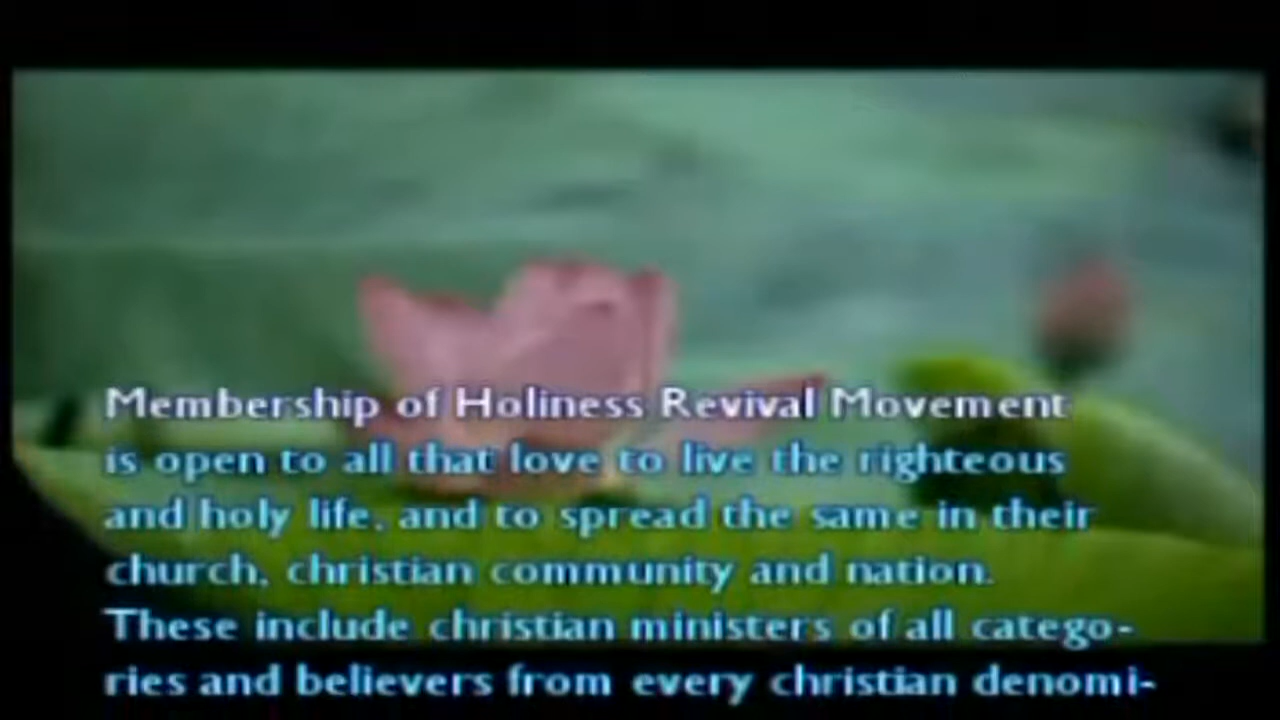 Membership of Holiness Revival Movement
is open to all that love to live the righteous
and holy life, and to spread the same in their
church, christian community and nation.
These include christian ministers of all catego-
ries and believers from every christian denomi-